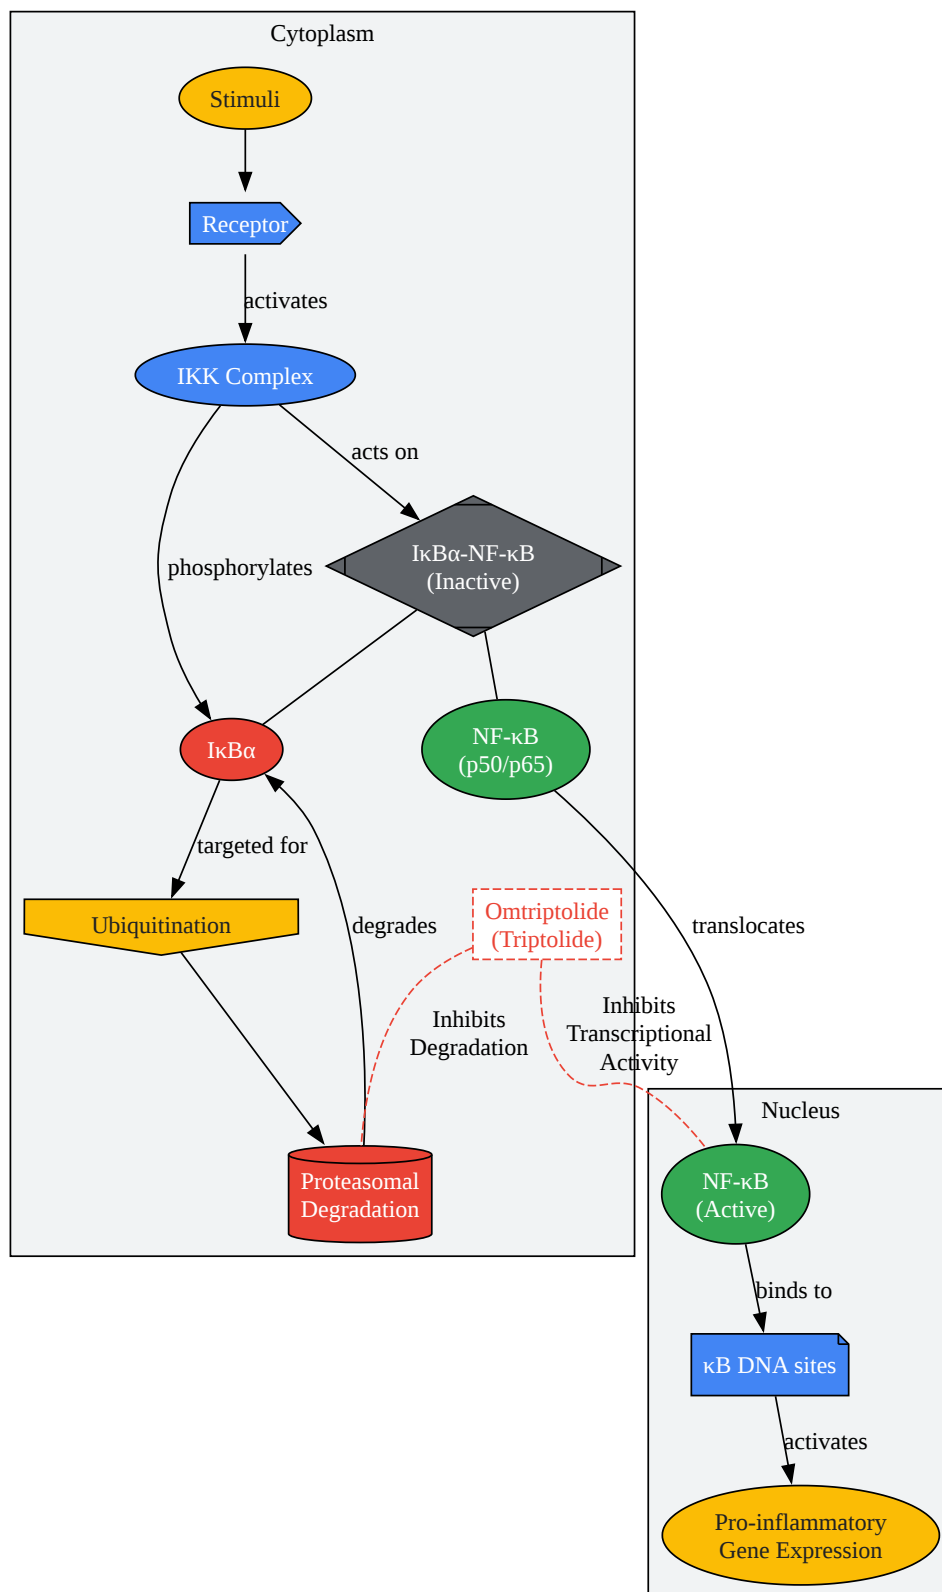 Cytoplasm
Stimuli
Receptor
activates
IKK Complex
acts on
IκBα-NF-κB
(Inactive)
phosphorylates
IκBα
NF-κB
(p50/p65)
targeted for
Ubiquitination
degrades
Omtriptolide
(Triptolide)
translocates
Inhibits
Degradation
Inhibits
Transcriptional
Activity
Proteasomal
Degradation
Nucleus
NF-κB
(Active)
binds to
κB DNA sites
activates
Pro-inflammatory
Gene Expression